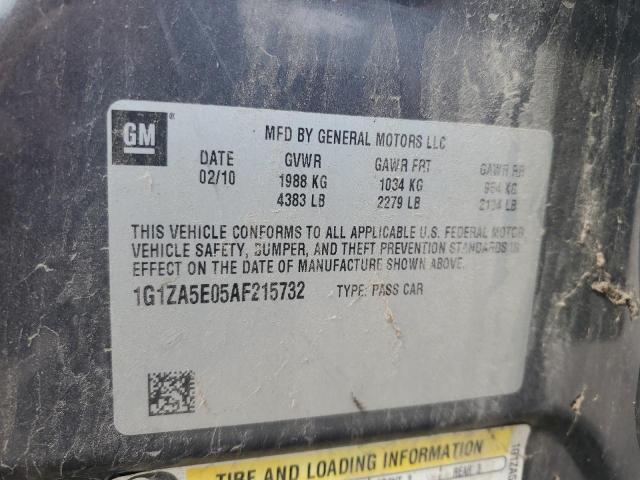 GM ®
MFD BY GENERAL MOTORS LLC
DATE GVWR GAWR FRT GAWR RR
02/10 1988 KG 1034 KG 954 KG
4383 LB 2279 LB 2104 LB
THIS VEHICLE CONFORMS TO ALL APPLICABLE U.S. FEDERAL MOTOR
VEHICLE SAFETY, BUMPER, AND THEFT PREVENTION STANDARDS IN
EFFECT ON THE DATE OF MANUFACTURE SHOWN ABOVE.
1G1ZA5E05AF215732 TYPE: PASS CAR
TIRE AND LOADING INFORMATION